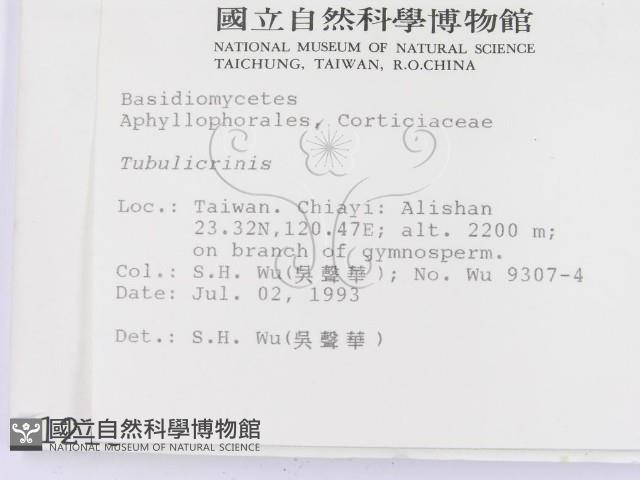 國立自然科學博物館
NATIONAL MUSEUM OF NATURAL SCIENCE
TAICHUNG, TAIWAN, R.O.CHINA
Basidiomycetes
Aphyllophorales, Corticiaceae
Tubulicrinis
Loc.: Taiwan. Chiayi: Alishan
23.32N,120.47E; alt. 2200 m;
on branch of gymnosperm.
Col.: S.H. Wu(吳聲華); No. Wu 9307-4
Date: Jul. 02, 1993
Det.: S.H. Wu(吳聲華)
國立自然科學博物館
NATIONAL MUSEUM OF NATURAL SCIENCE